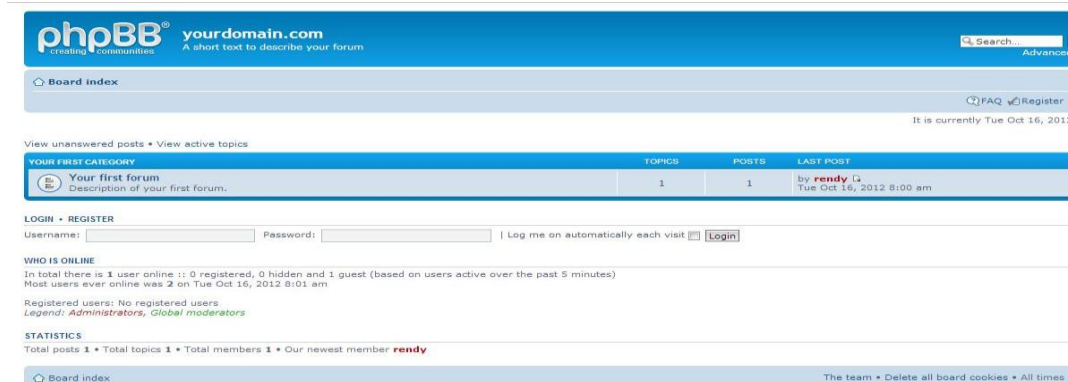 phpBB®
creating communities
yourdomain.com
A short text to describe your forum
Search...
Advance
Board index
FAQ Register
It is currently Tue Oct 16, 201
View unanswered posts • View active topics
YOUR FIRST CATEGORY TOPICS POSTS LAST POST
Your first forum 1 1 by rendy
Description of your first forum. Tue Oct 16, 2012 8:00 am
LOGIN • REGISTER
Username: Password: | Log me on automatically each visit Login
WHO IS ONLINE
In total there is 1 user online :: 0 registered, 0 hidden and 1 guest (based on users active over the past 5 minutes)
Most users ever online was 2 on Tue Oct 16, 2012 8:01 am
Registered users: No registered users
Legend: Administrators, Global moderators
STATISTICS
Total posts 1 • Total topics 1 • Total members 1 • Our newest member rendy
Board index The team • Delete all board cookies • All times